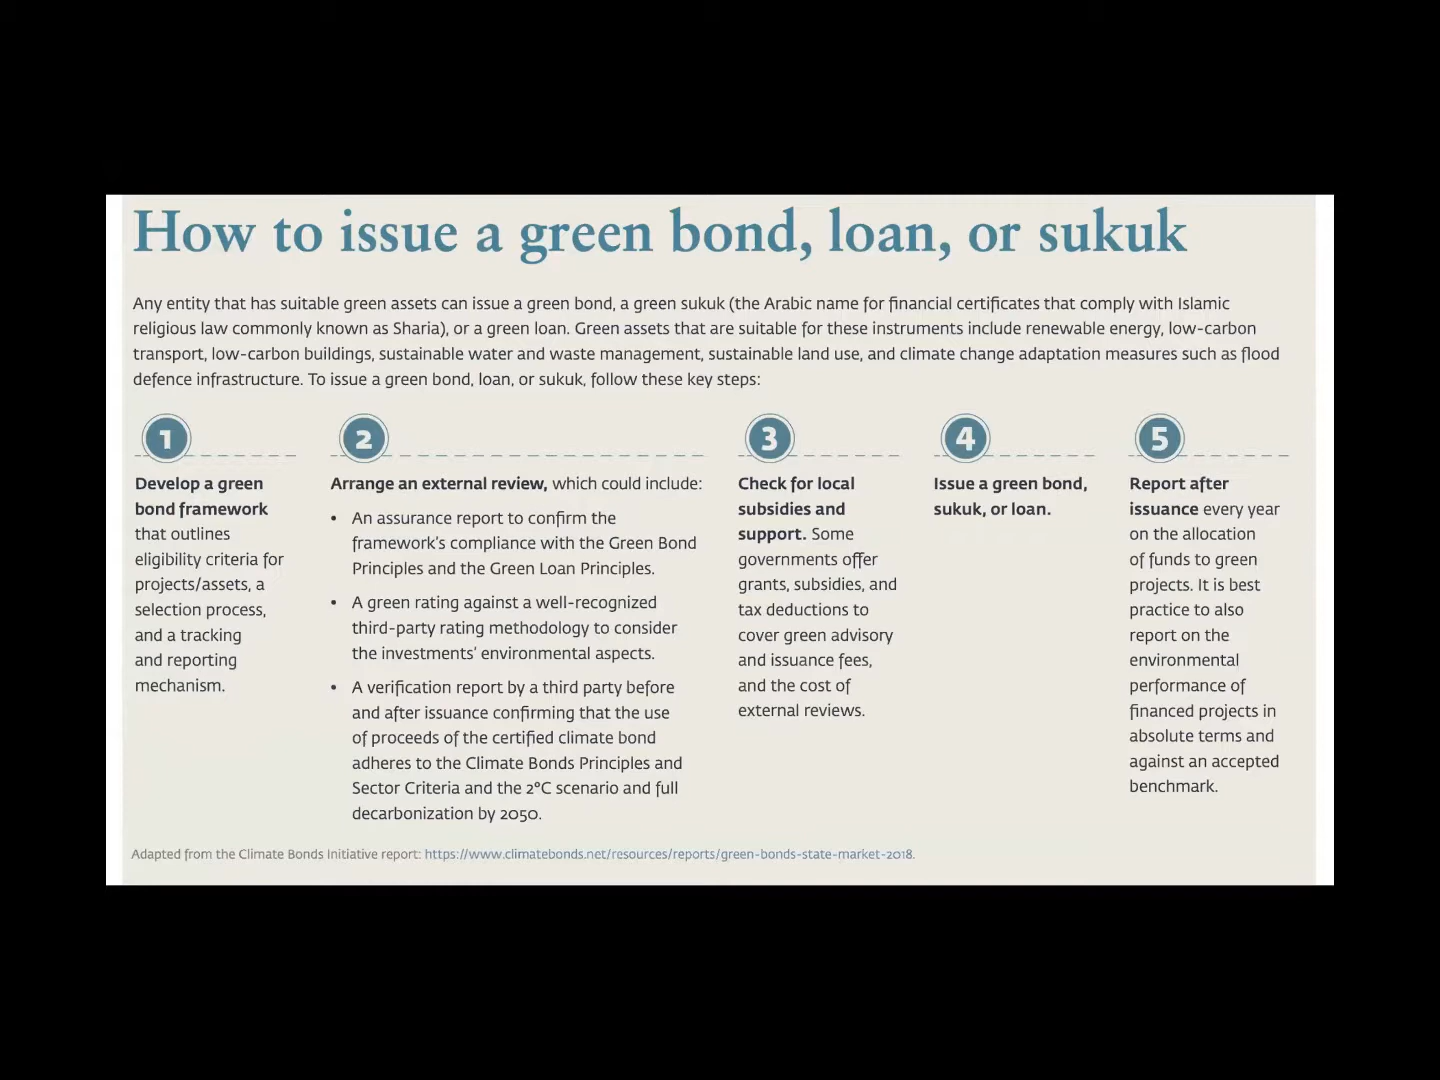 How to issue a green bond, loan, or sukuk
Any entity that has suitable green assets can issue a green bond, a green sukuk (the Arabic name for financial certificates that comply with Islamic
religious law commonly known as Sharia), or a green loan. Green assets that are suitable for these instruments include renewable energy, low-carbon
transport, low-carbon buildings, sustainable water and waste management, sustainable land use, and climate change adaptation measures such as flood
defence infrastructure. To issue a green bond, loan, or sukuk, follow these key steps:
1
Develop a green
bond framework
that outlines
eligibility criteria for
projects/assets, a
selection process,
and a tracking
and reporting
mechanism.
2
Arrange an external review, which could include:
• An assurance report to confirm the
framework's compliance with the Green Bond
Principles and the Green Loan Principles.
• A green rating against a well-recognized
third-party rating methodology to consider
the investments' environmental aspects.
• A verification report by a third party before
and after issuance confirming that the use
of proceeds of the certified climate bond
adheres to the Climate Bonds Principles and
Sector Criteria and the 2°C scenario and full
decarbonization by 2050.
3
Check for local
subsidies and
support. Some
governments offer
grants, subsidies, and
tax deductions to
cover green advisory
and issuance fees,
and the cost of
external reviews.
4
Issue a green bond,
sukuk, or loan.
5
Report after
issuance every year
on the allocation
of funds to green
projects. It is best
practice to also
report on the
environmental
performance of
financed projects in
absolute terms and
against an accepted
benchmark.
Adapted from the Climate Bonds Initiative report: https://www.climatebonds.net/resources/reports/green-bonds-state-market-2018.